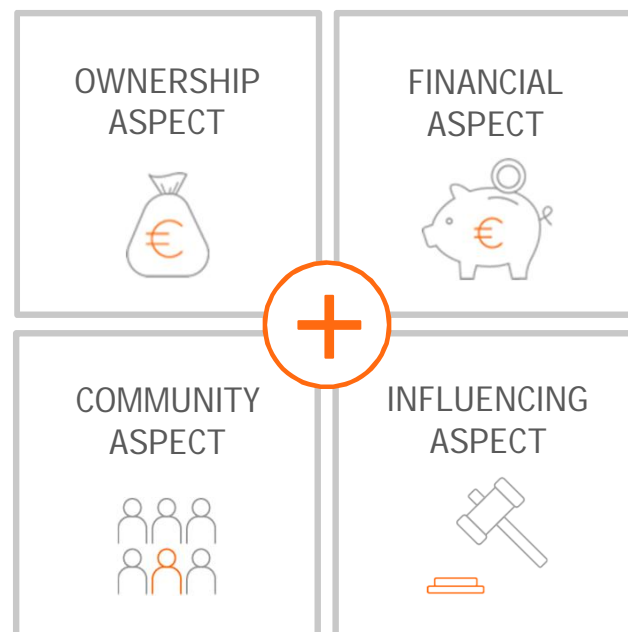 OWNERSHIP
ASPECT
€
FINANCIAL
ASPECT
€
COMMUNITY
ASPECT
INFLUENCING
ASPECT